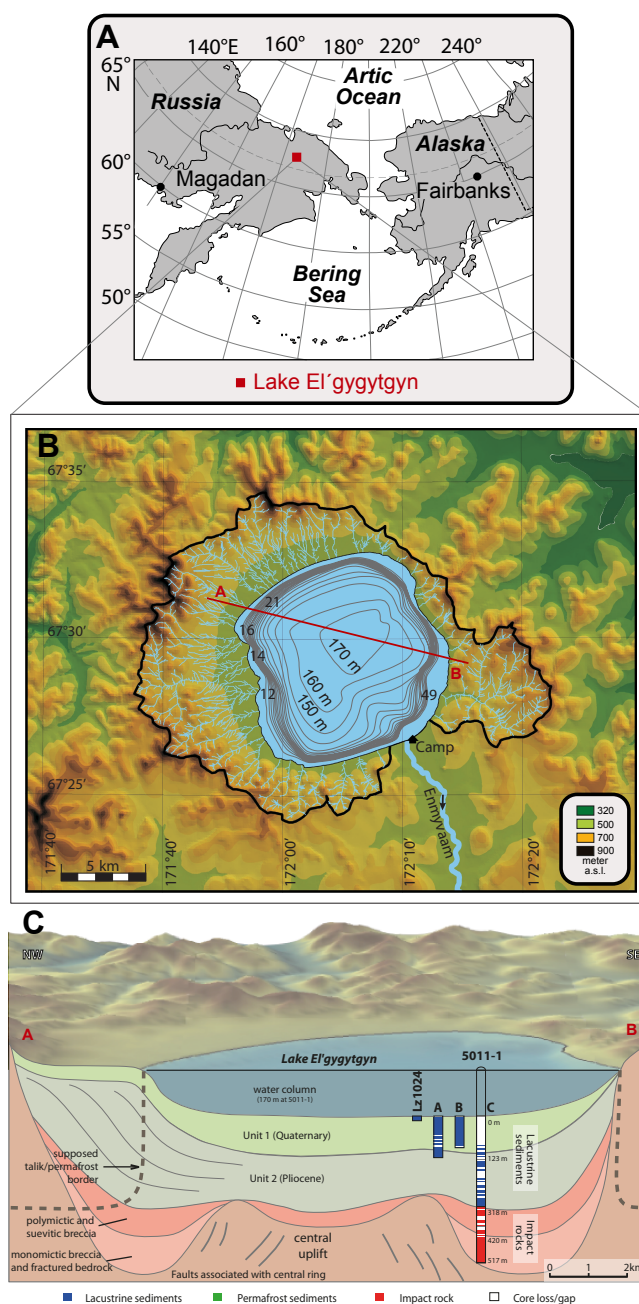 A
140°E
160°
180°
220°
240°
65°
N
60°
55°
50°
Artic
Ocean
Russia
Alaska
Magadan
Fairbanks
Bering
Sea
Lake El´gygytgyn
B
67°35′
67°30′
67°25′
A
21
16
14
12
170 m
160 m
150 m
B
49
Camp
Enmyvaam
320
500
700
900
meter
a.s.l.
5 km
171°40′
171°40′
172°00′
172°10′
172°20′
C
NW
SE
A
B
Lake El'gygytgyn
5011-1
water column
(170 m at 5011-1)
Lz1024
A
B
C
0 m
Unit 1 (Quaternary)
123 m
Lacustrine
sediments
supposed
talik/permafrost
border
Unit 2 (Pliocene)
318 m
polymictic and
suevitic breccia
central
uplift
420 m
Impact
rocks
monomictic breccia
and fractured bedrock
517 m
Faults associated with central ring
0 1 2km
Lacustrine sediments
Permafrost sediments
Impact rock
Core loss/gap